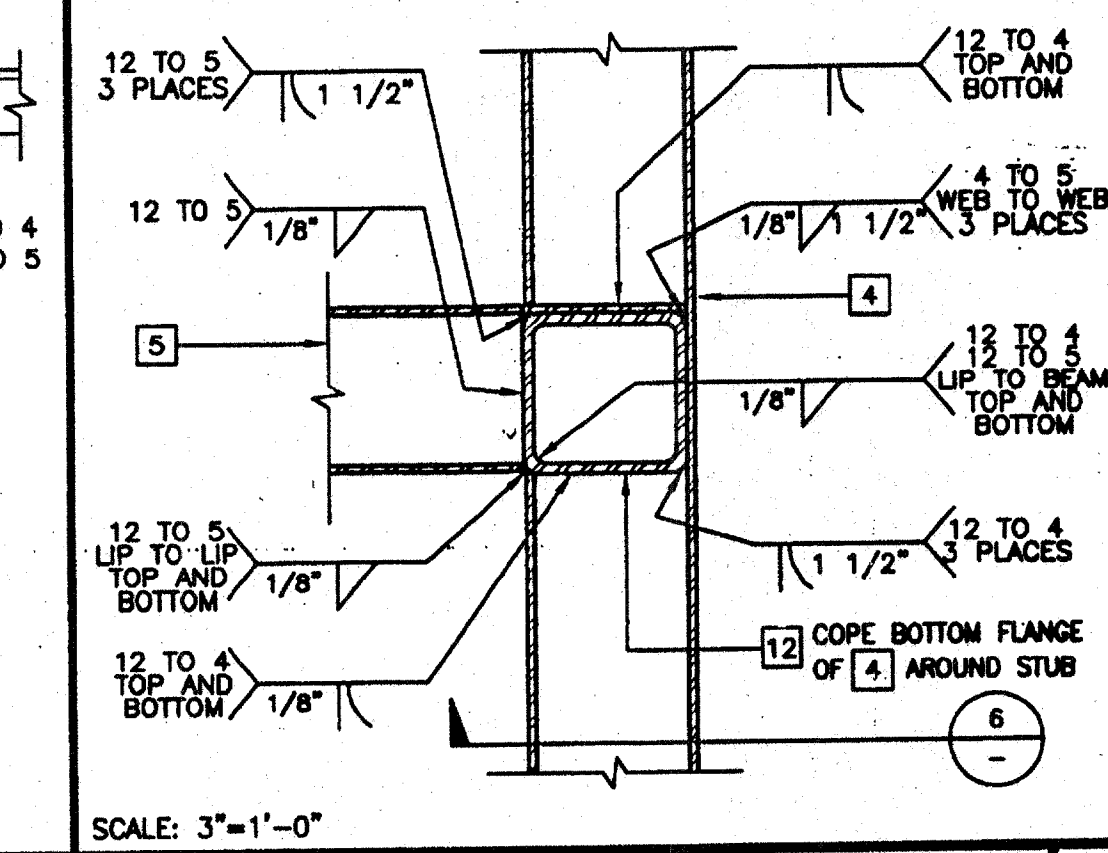 12 TO 5
3 PLACES
1 1/2"
12 TO 5
1/8"
4
5
5
12 TO 5
LIP TO LIP
TOP AND
BOTTOM
1/8"
12 TO 4
TOP AND
BOTTOM
1/8"
12 TO 4
TOP AND
BOTTOM
4 TO 5
WEB TO WEB
3 PLACES
1/8" 1 1/2"
4
12 TO 4
12 TO 5
LIP TO BEAM
TOP AND
BOTTOM
1/8"
12 TO 4
3 PLACES
1 1/2"
12 COPE BOTTOM FLANGE
OF 4 AROUND STUB
6
-
SCALE: 3"=1'-0"